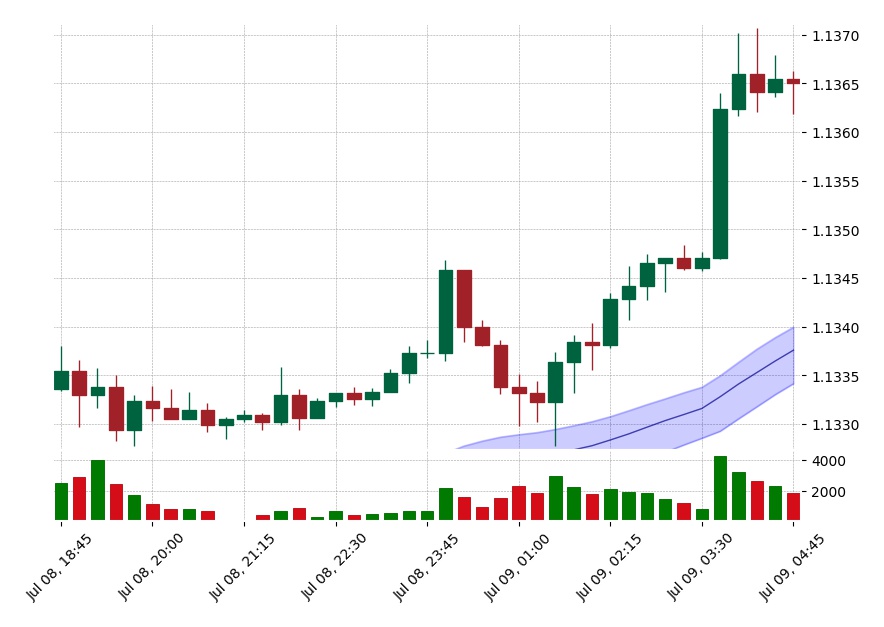 1.1370
1.1365
1.1360
1.1355
1.1350
1.1345
1.1340
1.1335
1.1330
4000
2000
Jul 08, 18:45
Jul 08, 20:00
Jul 08, 21:15
Jul 08, 22:30
Jul 08, 23:45
Jul 09, 01:00
Jul 09, 02:15
Jul 09, 03:30
Jul 09, 04:45